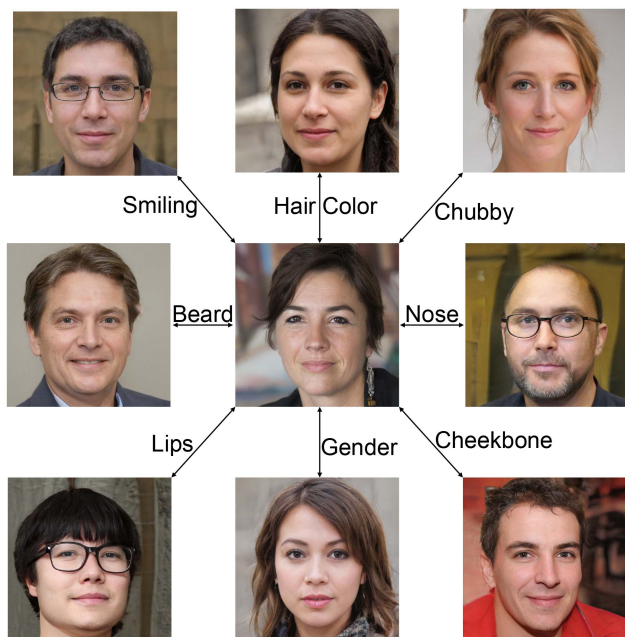 Smiling
Hair Color
Chubby
Beard
Nose
Lips
Gender
Cheekbone